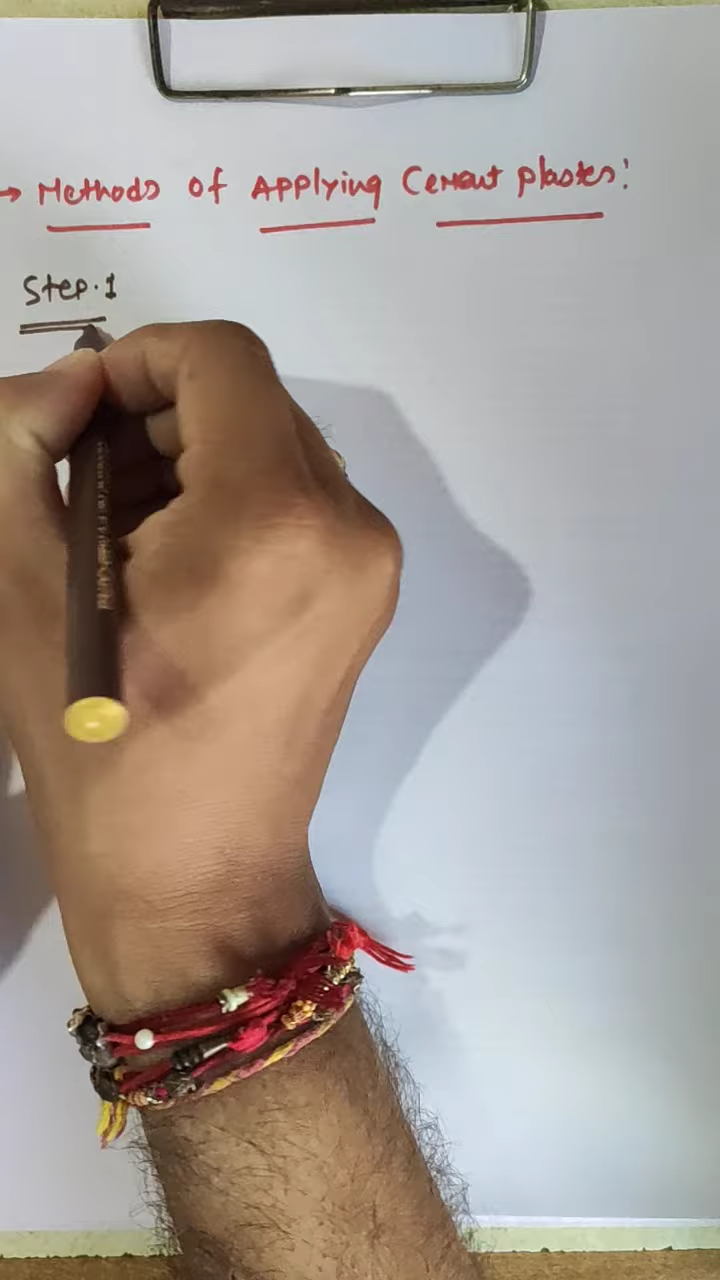 → Methods of Applying Cement plaster:
Step.1